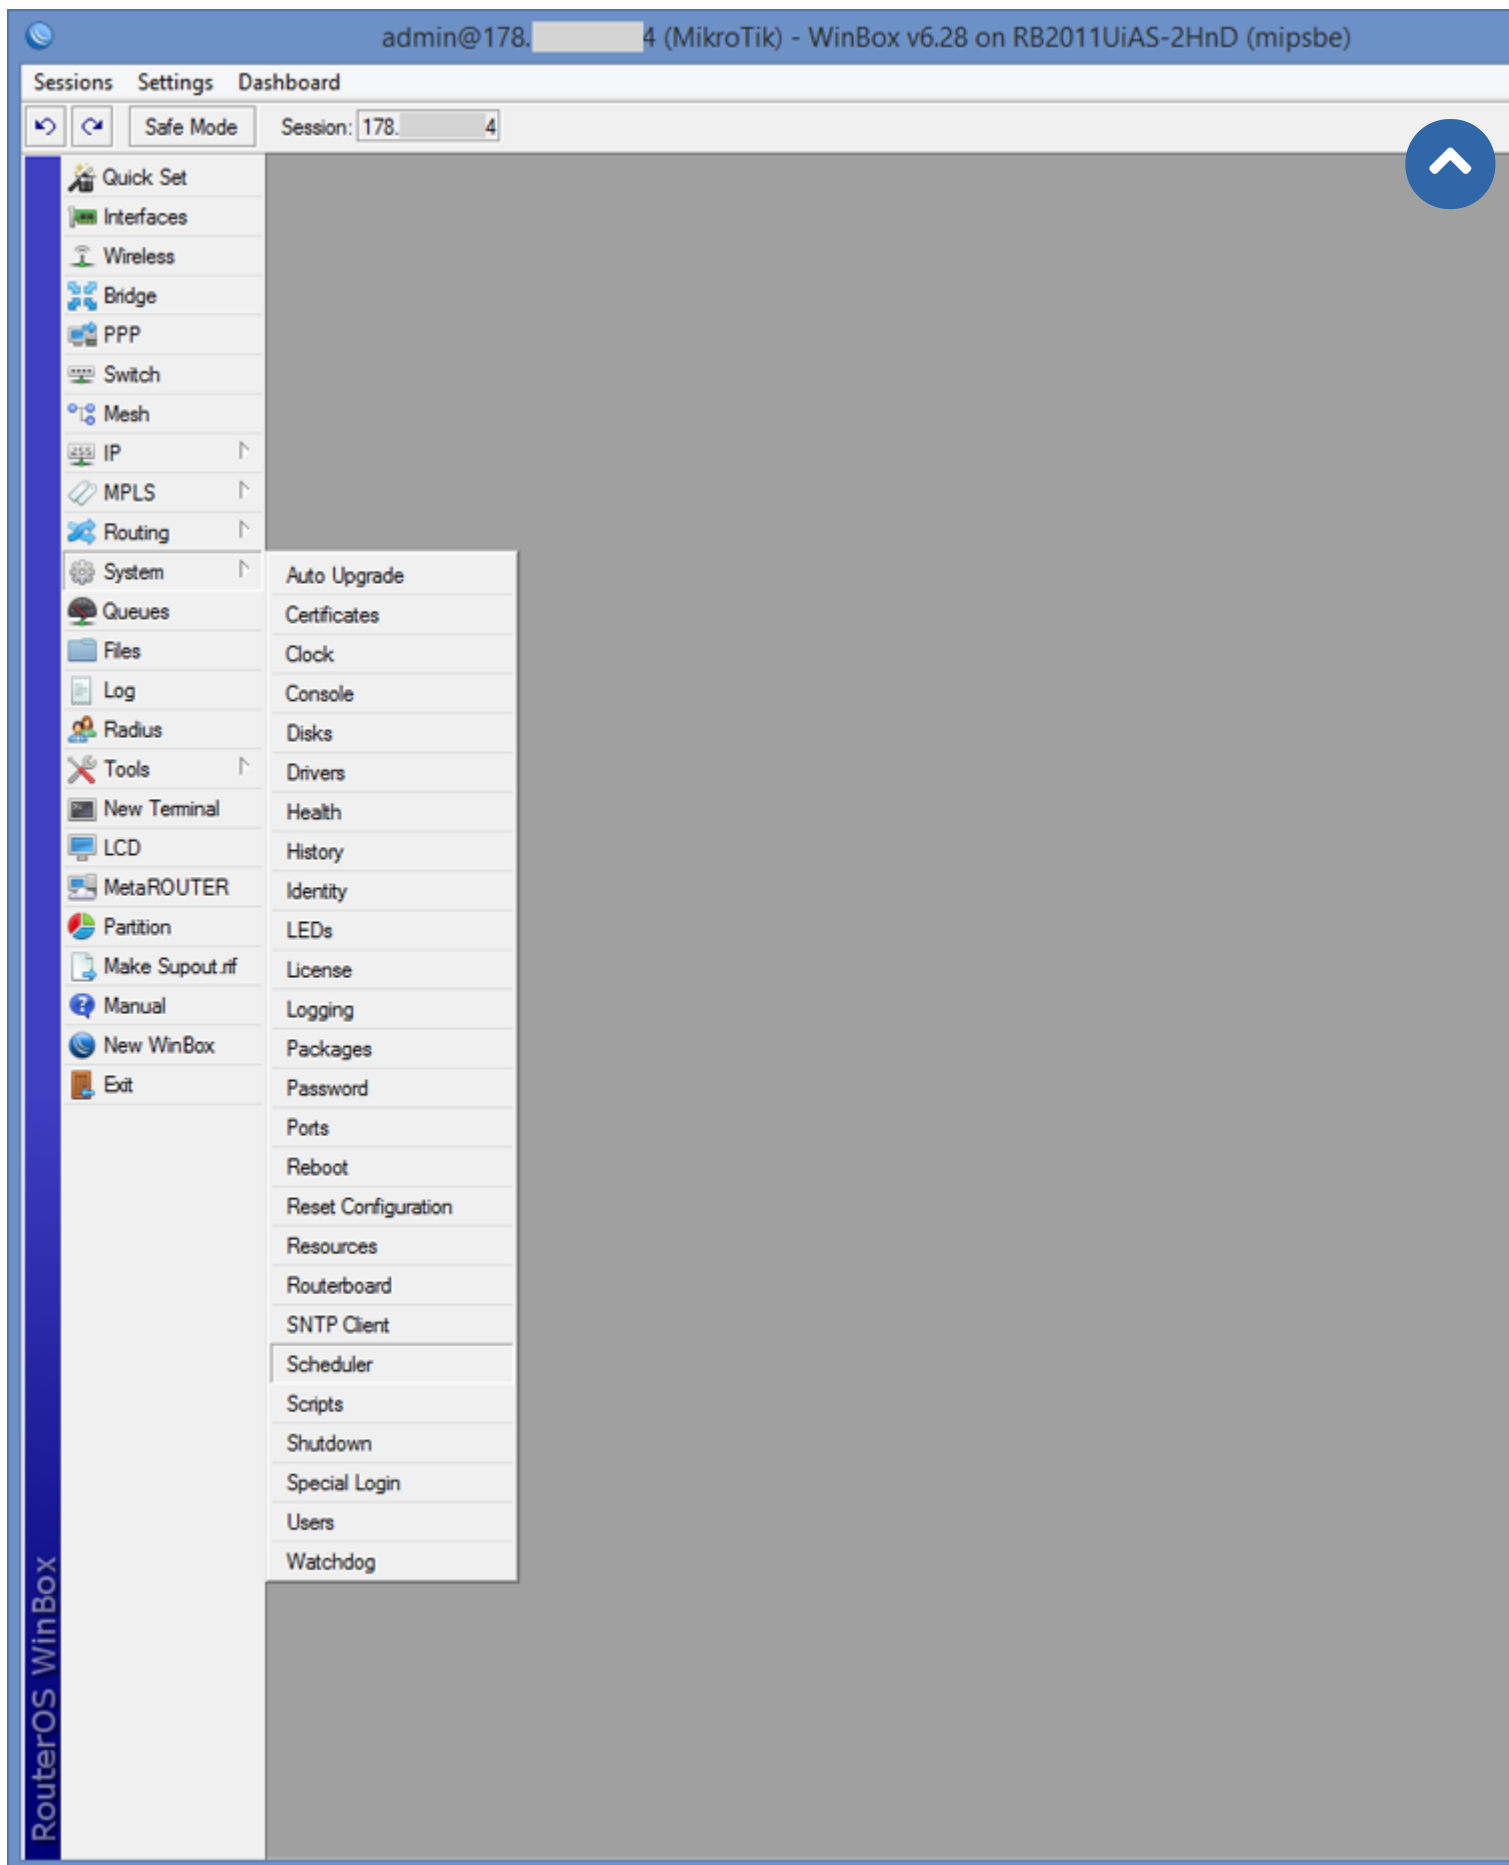 admin@178. 4 (MikroTik) - WinBox v6.28 on RB2011UiAS-2HnD (mipsbe)
Sessions Settings Dashboard
Safe Mode Session: 178. 4
Quick Set
Interfaces
Wireless
Bridge
PPP
Switch
Mesh
IP
MPLS
Routing
System
Queues
Files
Log
Radius
Tools
New Terminal
LCD
MetaROUTER
Partition
Make Supout.rif
Manual
New WinBox
Exit
Auto Upgrade
Certificates
Clock
Console
Disks
Drivers
Health
History
Identity
LEDs
License
Logging
Packages
Password
Ports
Reboot
Reset Configuration
Resources
Routerboard
SNTP Client
Scheduler
Scripts
Shutdown
Special Login
Users
Watchdog
RouterOS WinBox